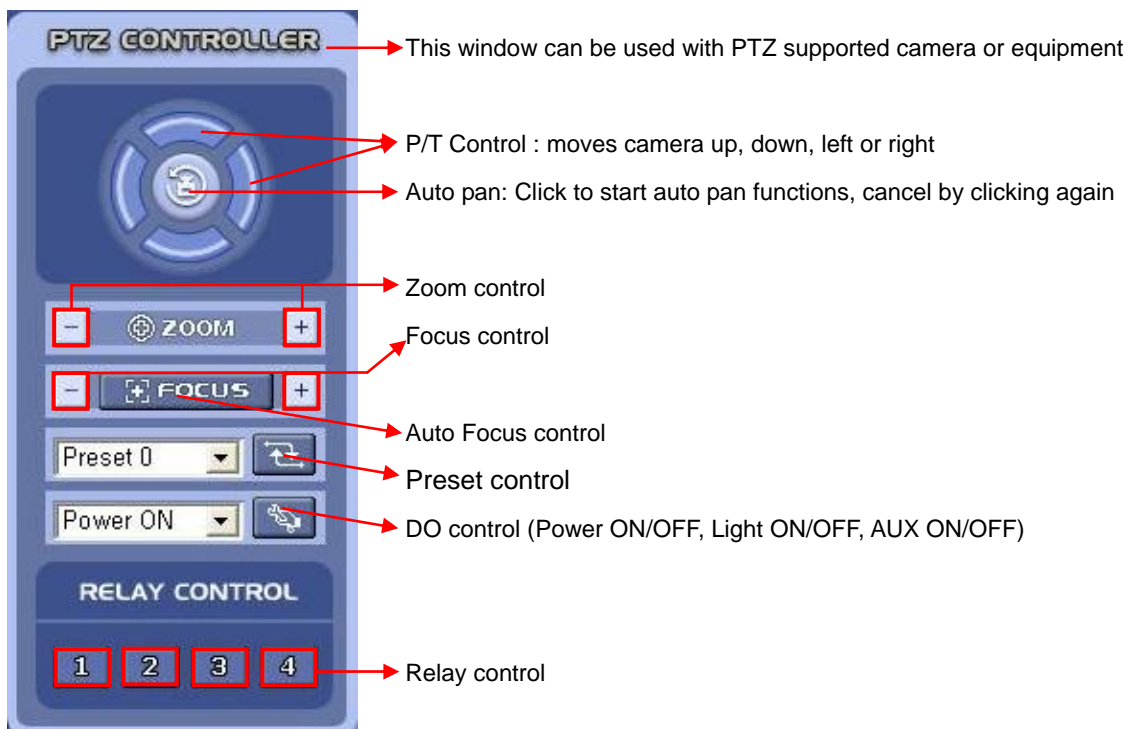 PTZ CONTROLLER
This window can be used with PTZ supported camera or equipment
P/T Control : moves camera up, down, left or right
Auto pan: Click to start auto pan functions, cancel by clicking again
Zoom control
- ZOOM +
Focus control
- FOCUS +
Auto Focus control
Preset 0
Preset control
Power ON
DO control (Power ON/OFF, Light ON/OFF, AUX ON/OFF)
RELAY CONTROL
1 2 3 4
Relay control